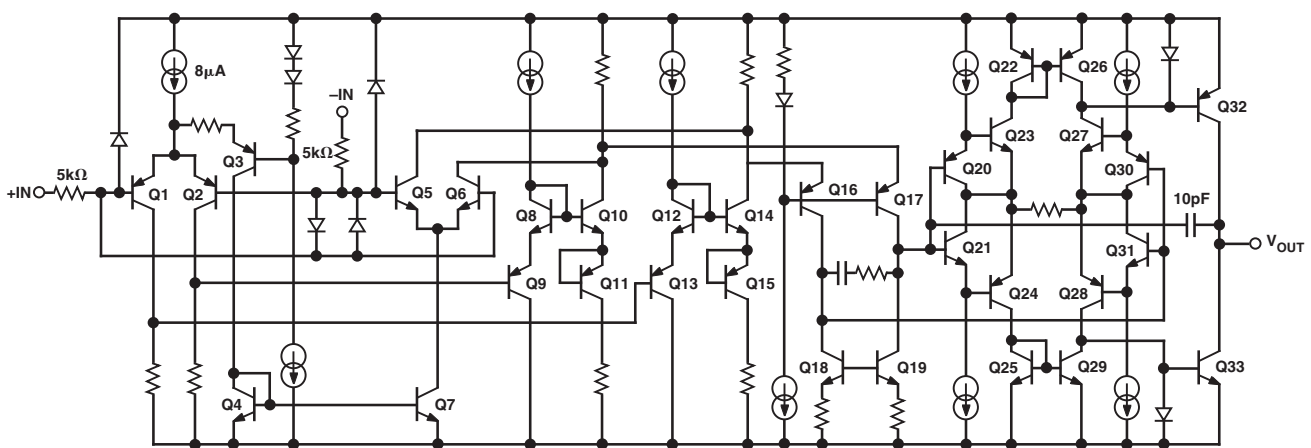 8µA
–IN
5kΩ
+IN
5kΩ
Q1
Q2
Q3
Q4
Q5
Q6
Q7
Q8
Q9
Q10
Q11
Q12
Q13
Q14
Q15
Q16
Q17
Q18
Q19
Q20
Q21
Q22
Q23
Q24
Q25
Q26
Q27
Q28
Q29
Q30
Q31
10pF
Q32
VOUT
Q33